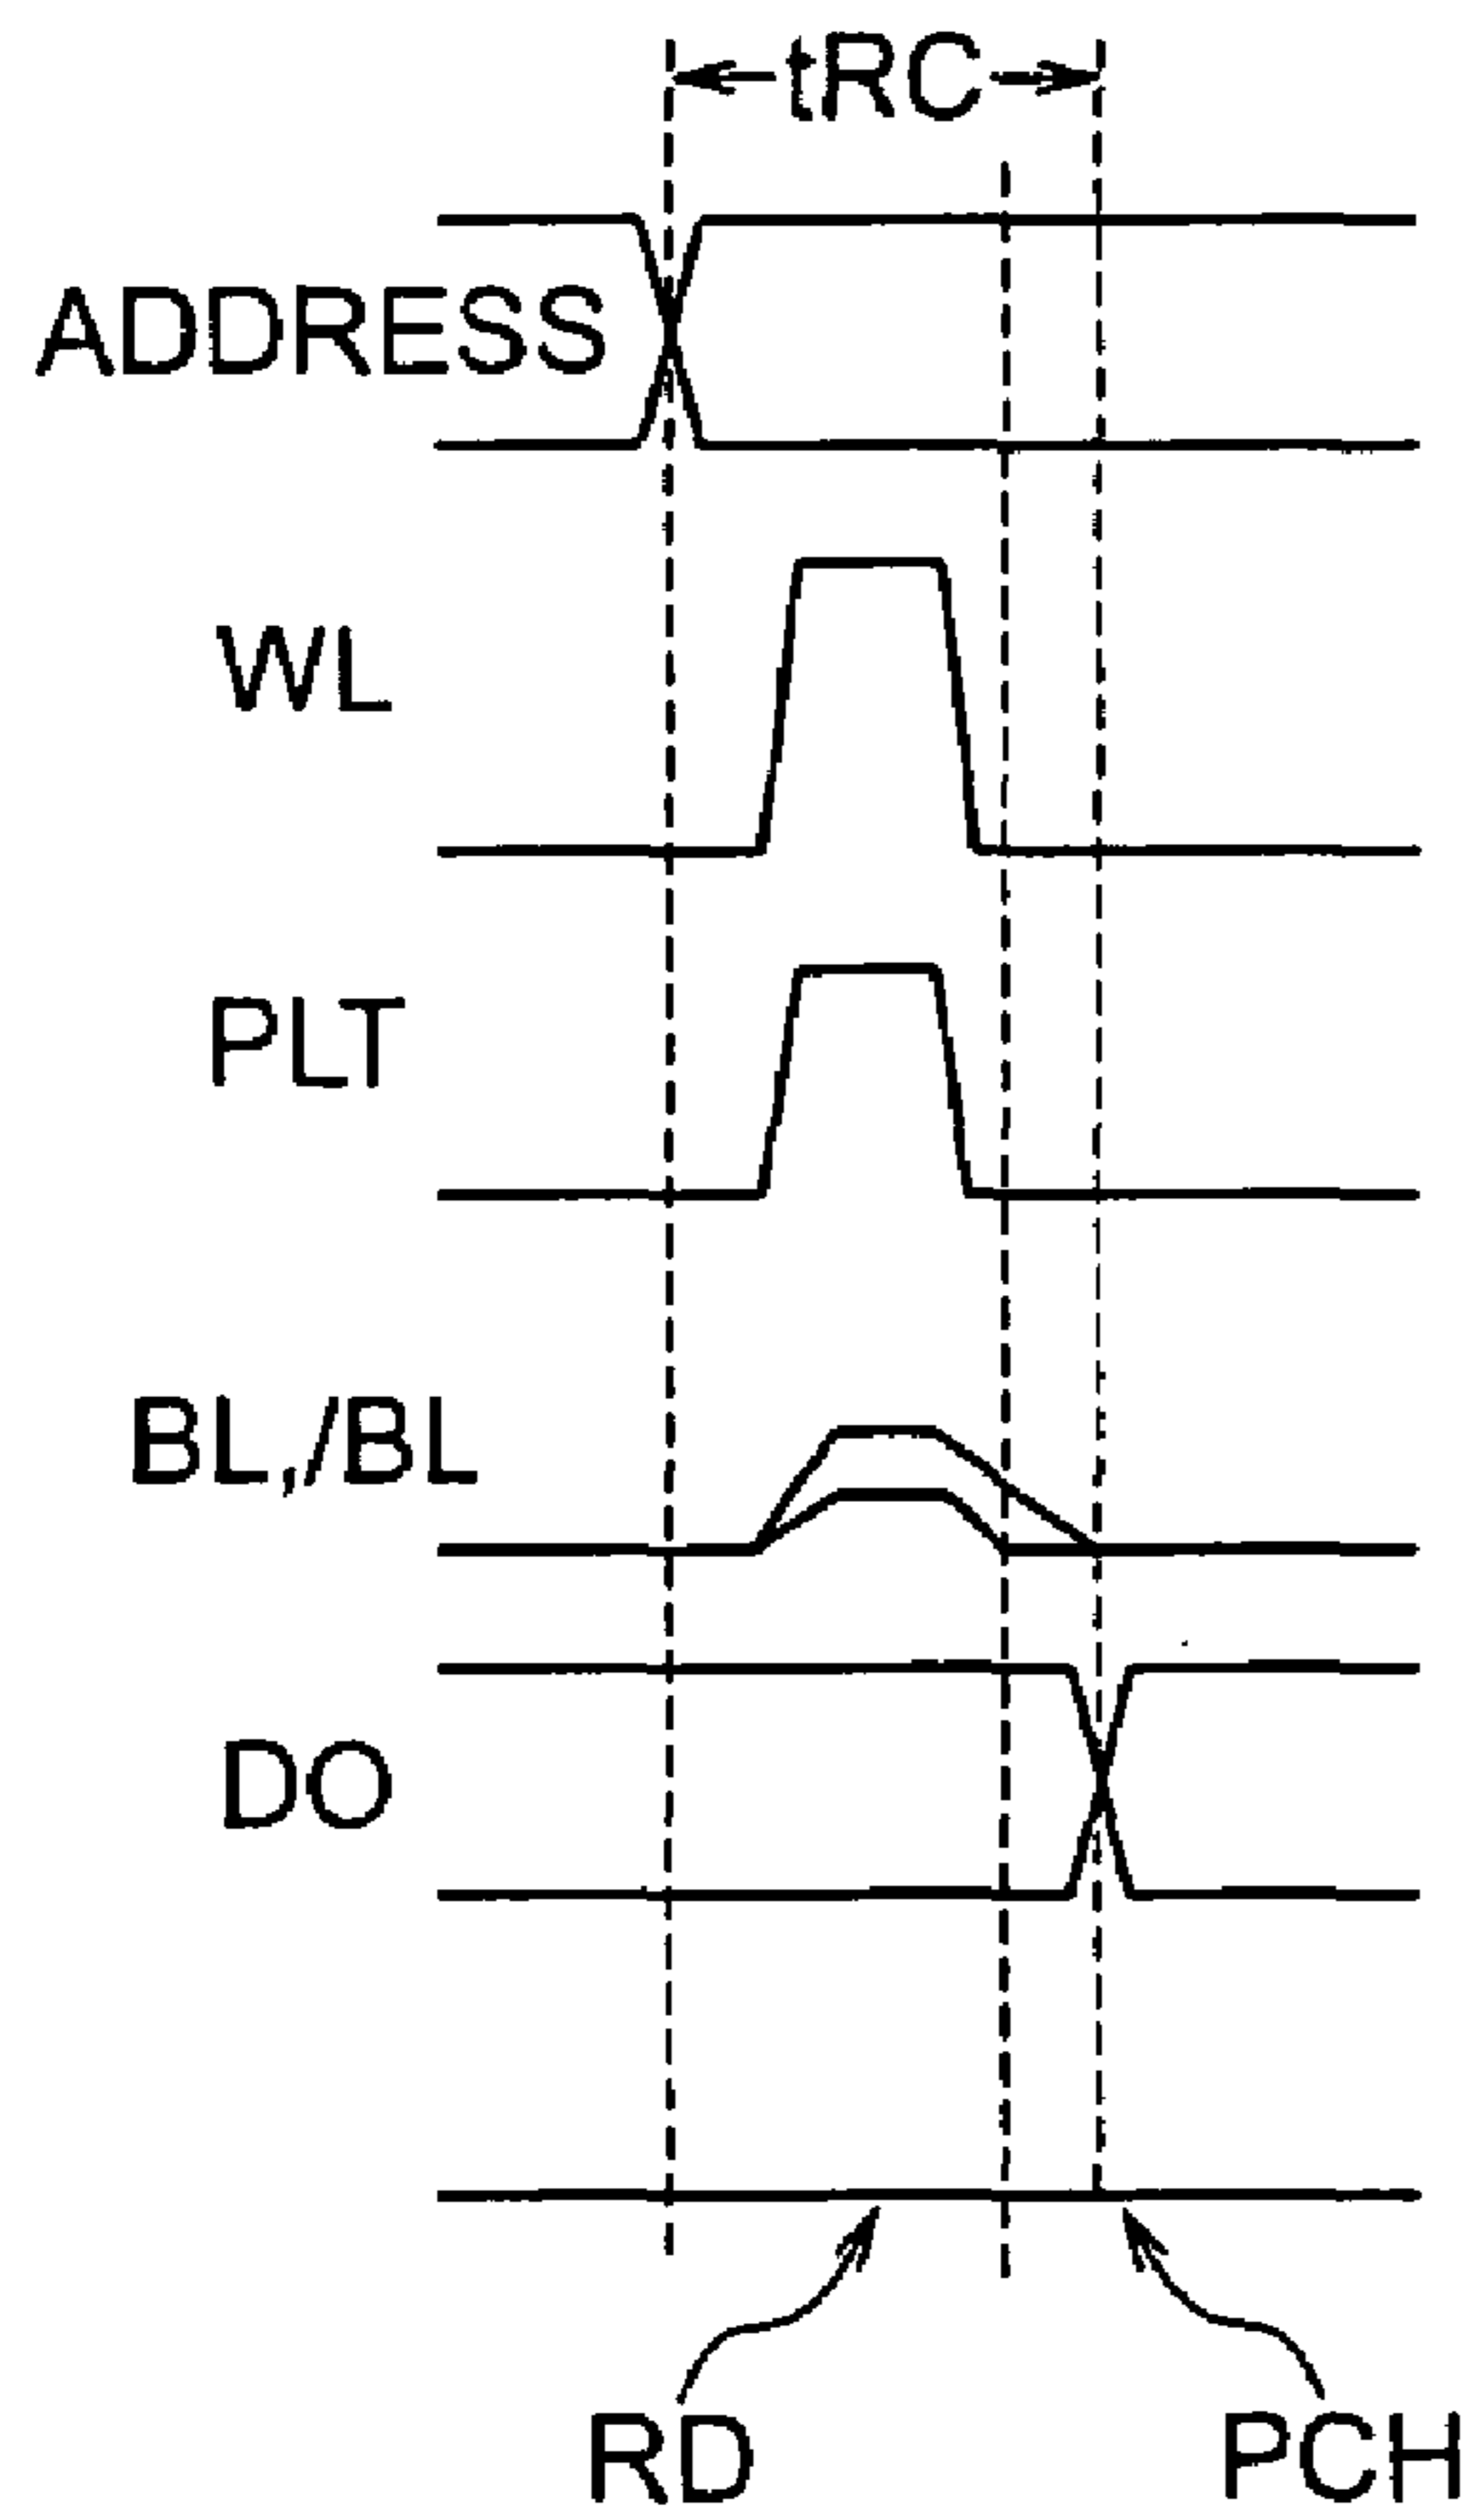 tRC
ADDRESS
WL
PLT
BL,/BL
DO
RD
PCH